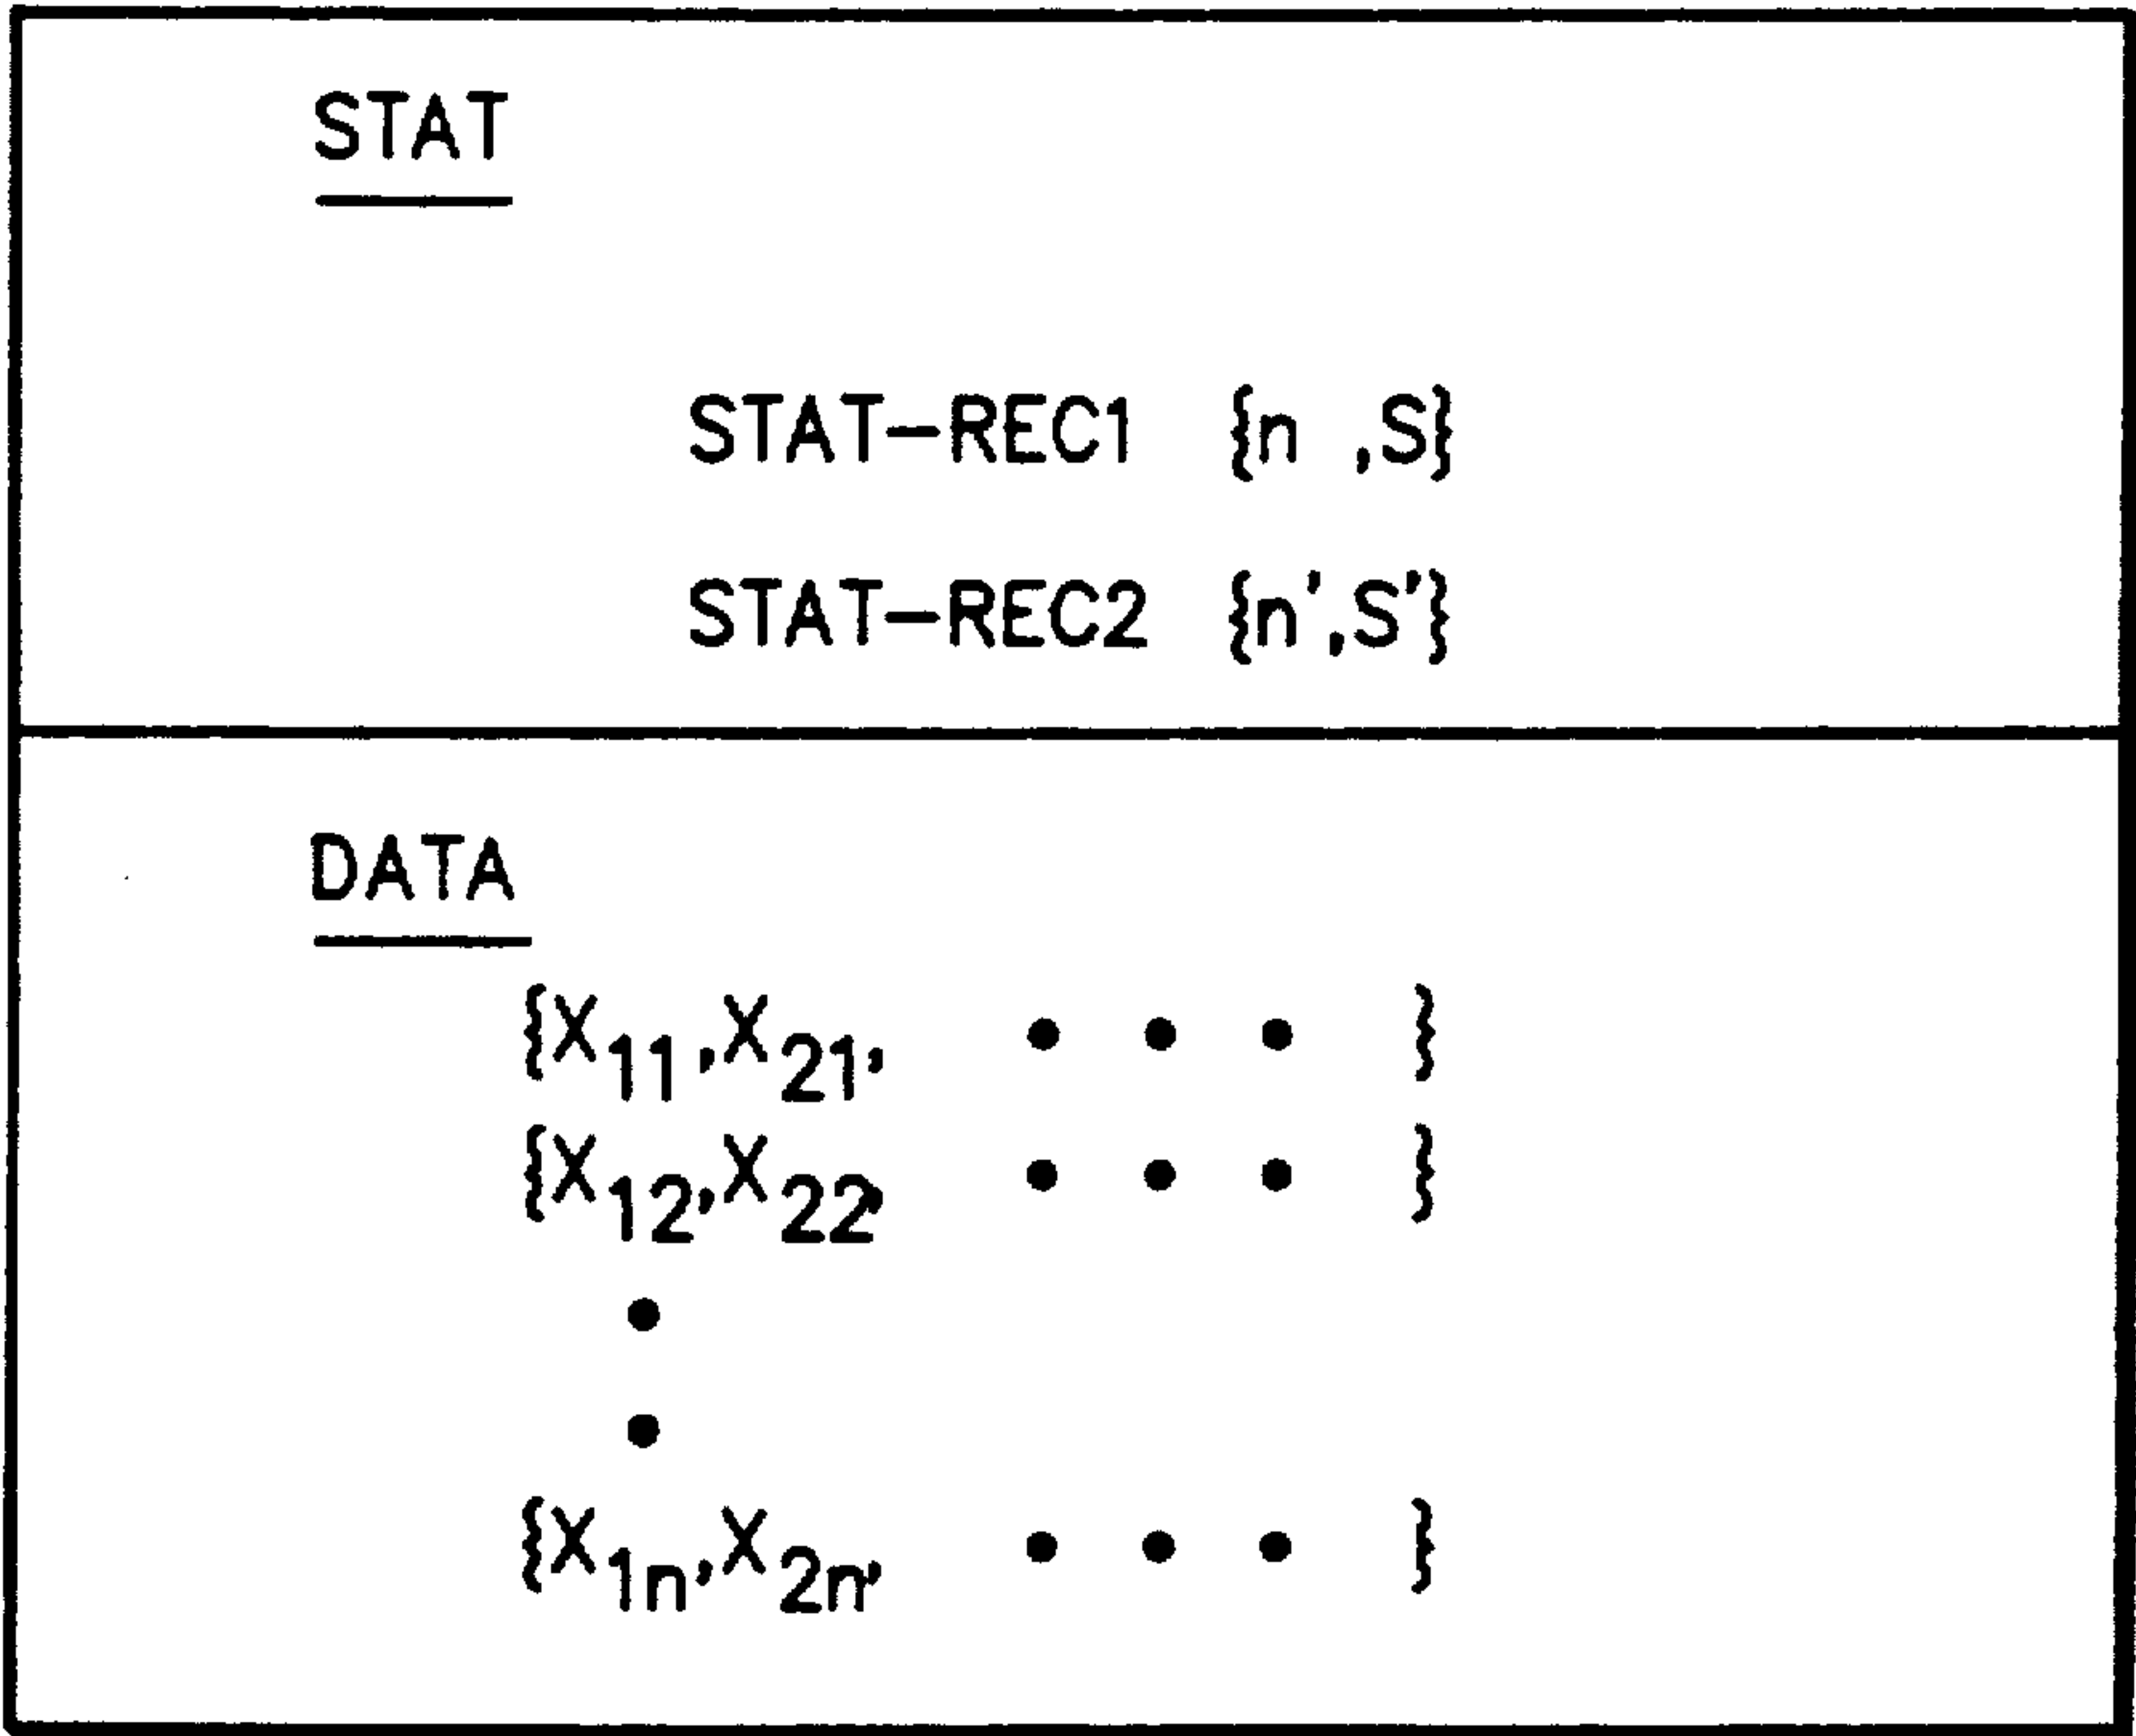 STAT
STAT-REC1 {n ,S}
STAT-REC2 {n',S'}
DATA
{X11,X21, • • • }
{X12,X22, • • • }
•
•
{X1n,X2n, • • • }